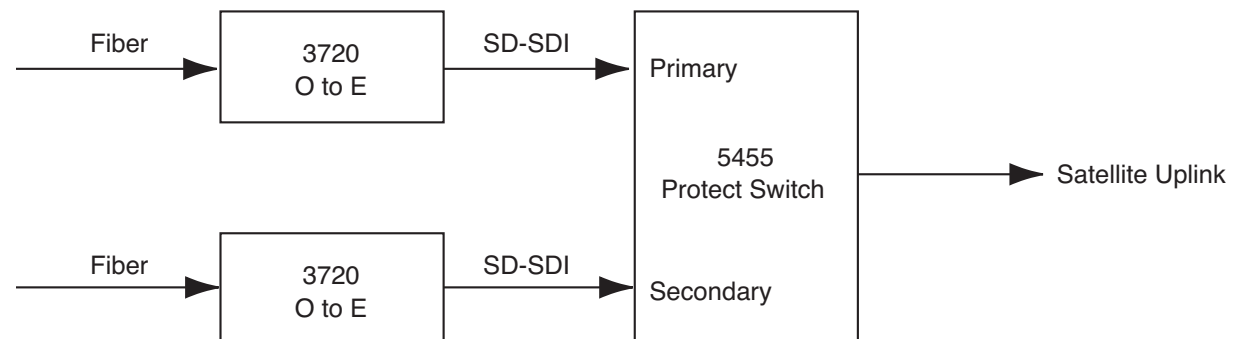 Fiber
3720
O to E
SD-SDI
Primary
5455
Protect Switch
Satellite Uplink
Fiber
3720
O to E
SD-SDI
Secondary